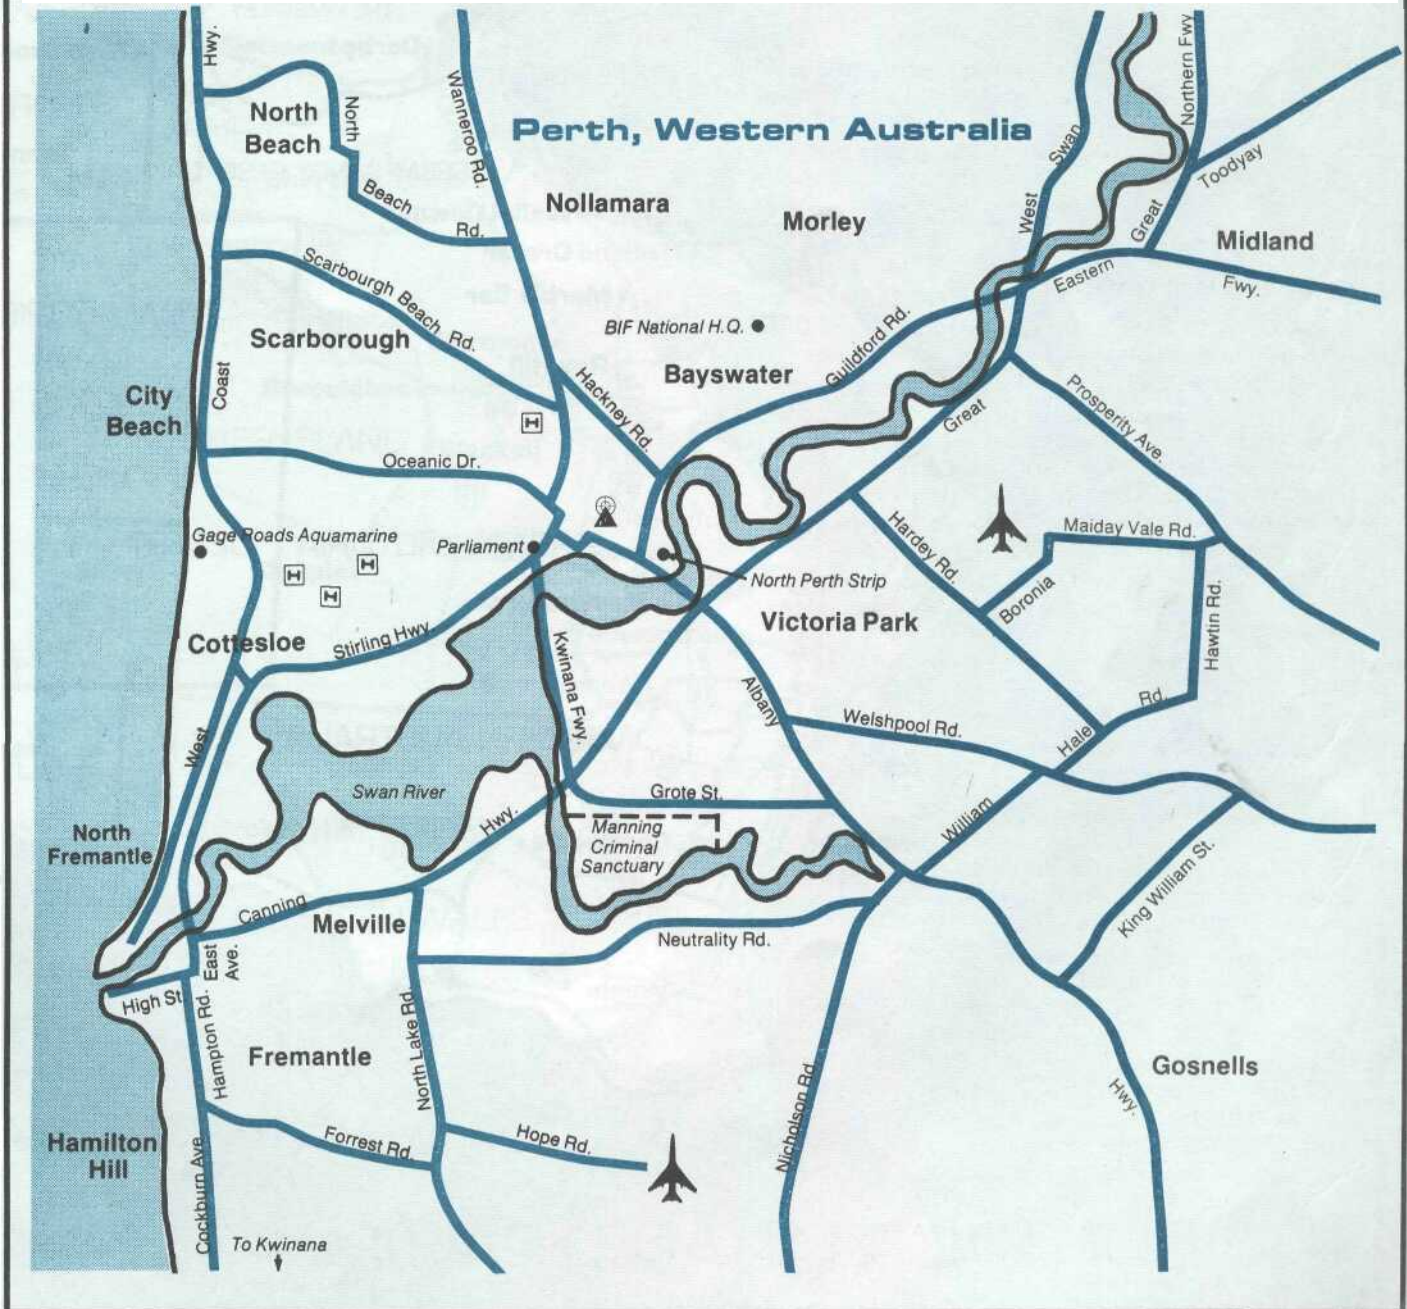 Perth, Western Australia
Hwy.
North
Beach
North
Beach
Rd.
Wanneroo Rd.
Nollamara
Morley
Swan
West
Northern Fwy
Toodyay
Great
Midland
Eastern
Fwy.
Scarbourgh Beach Rd.
Scarborough
BIF National H.Q.
Guildford Rd.
Bayswater
Coast
City
Beach
Hackney Rd.
Great
Prosperity Ave.
H
Oceanic Dr.
Gage Roads Aquamarine
H
H
H
Parliament
North Perth Strip
Hardey Rd.
Maiday Vale Rd.
Boronia
Hawtin Rd.
Victoria Park
Cottesloe
Stirling Hwy
Kwinana Fwy.
Albany
Welshpool Rd.
Hale
Rd.
West
Swan River
Grote St.
Hwy.
Manning
Criminal
Sanctuary
William
King William St.
North
Fremantle
Canning
Melville
Neutrality Rd.
East
Ave.
High St.
Hampton Rd.
Fremantle
North Lake Rd.
Nicholson Rd.
Gosnells
Hwy.
Hamilton
Hill
Forrest Rd.
Hope Rd.
Cockburn Ave
To Kwinana